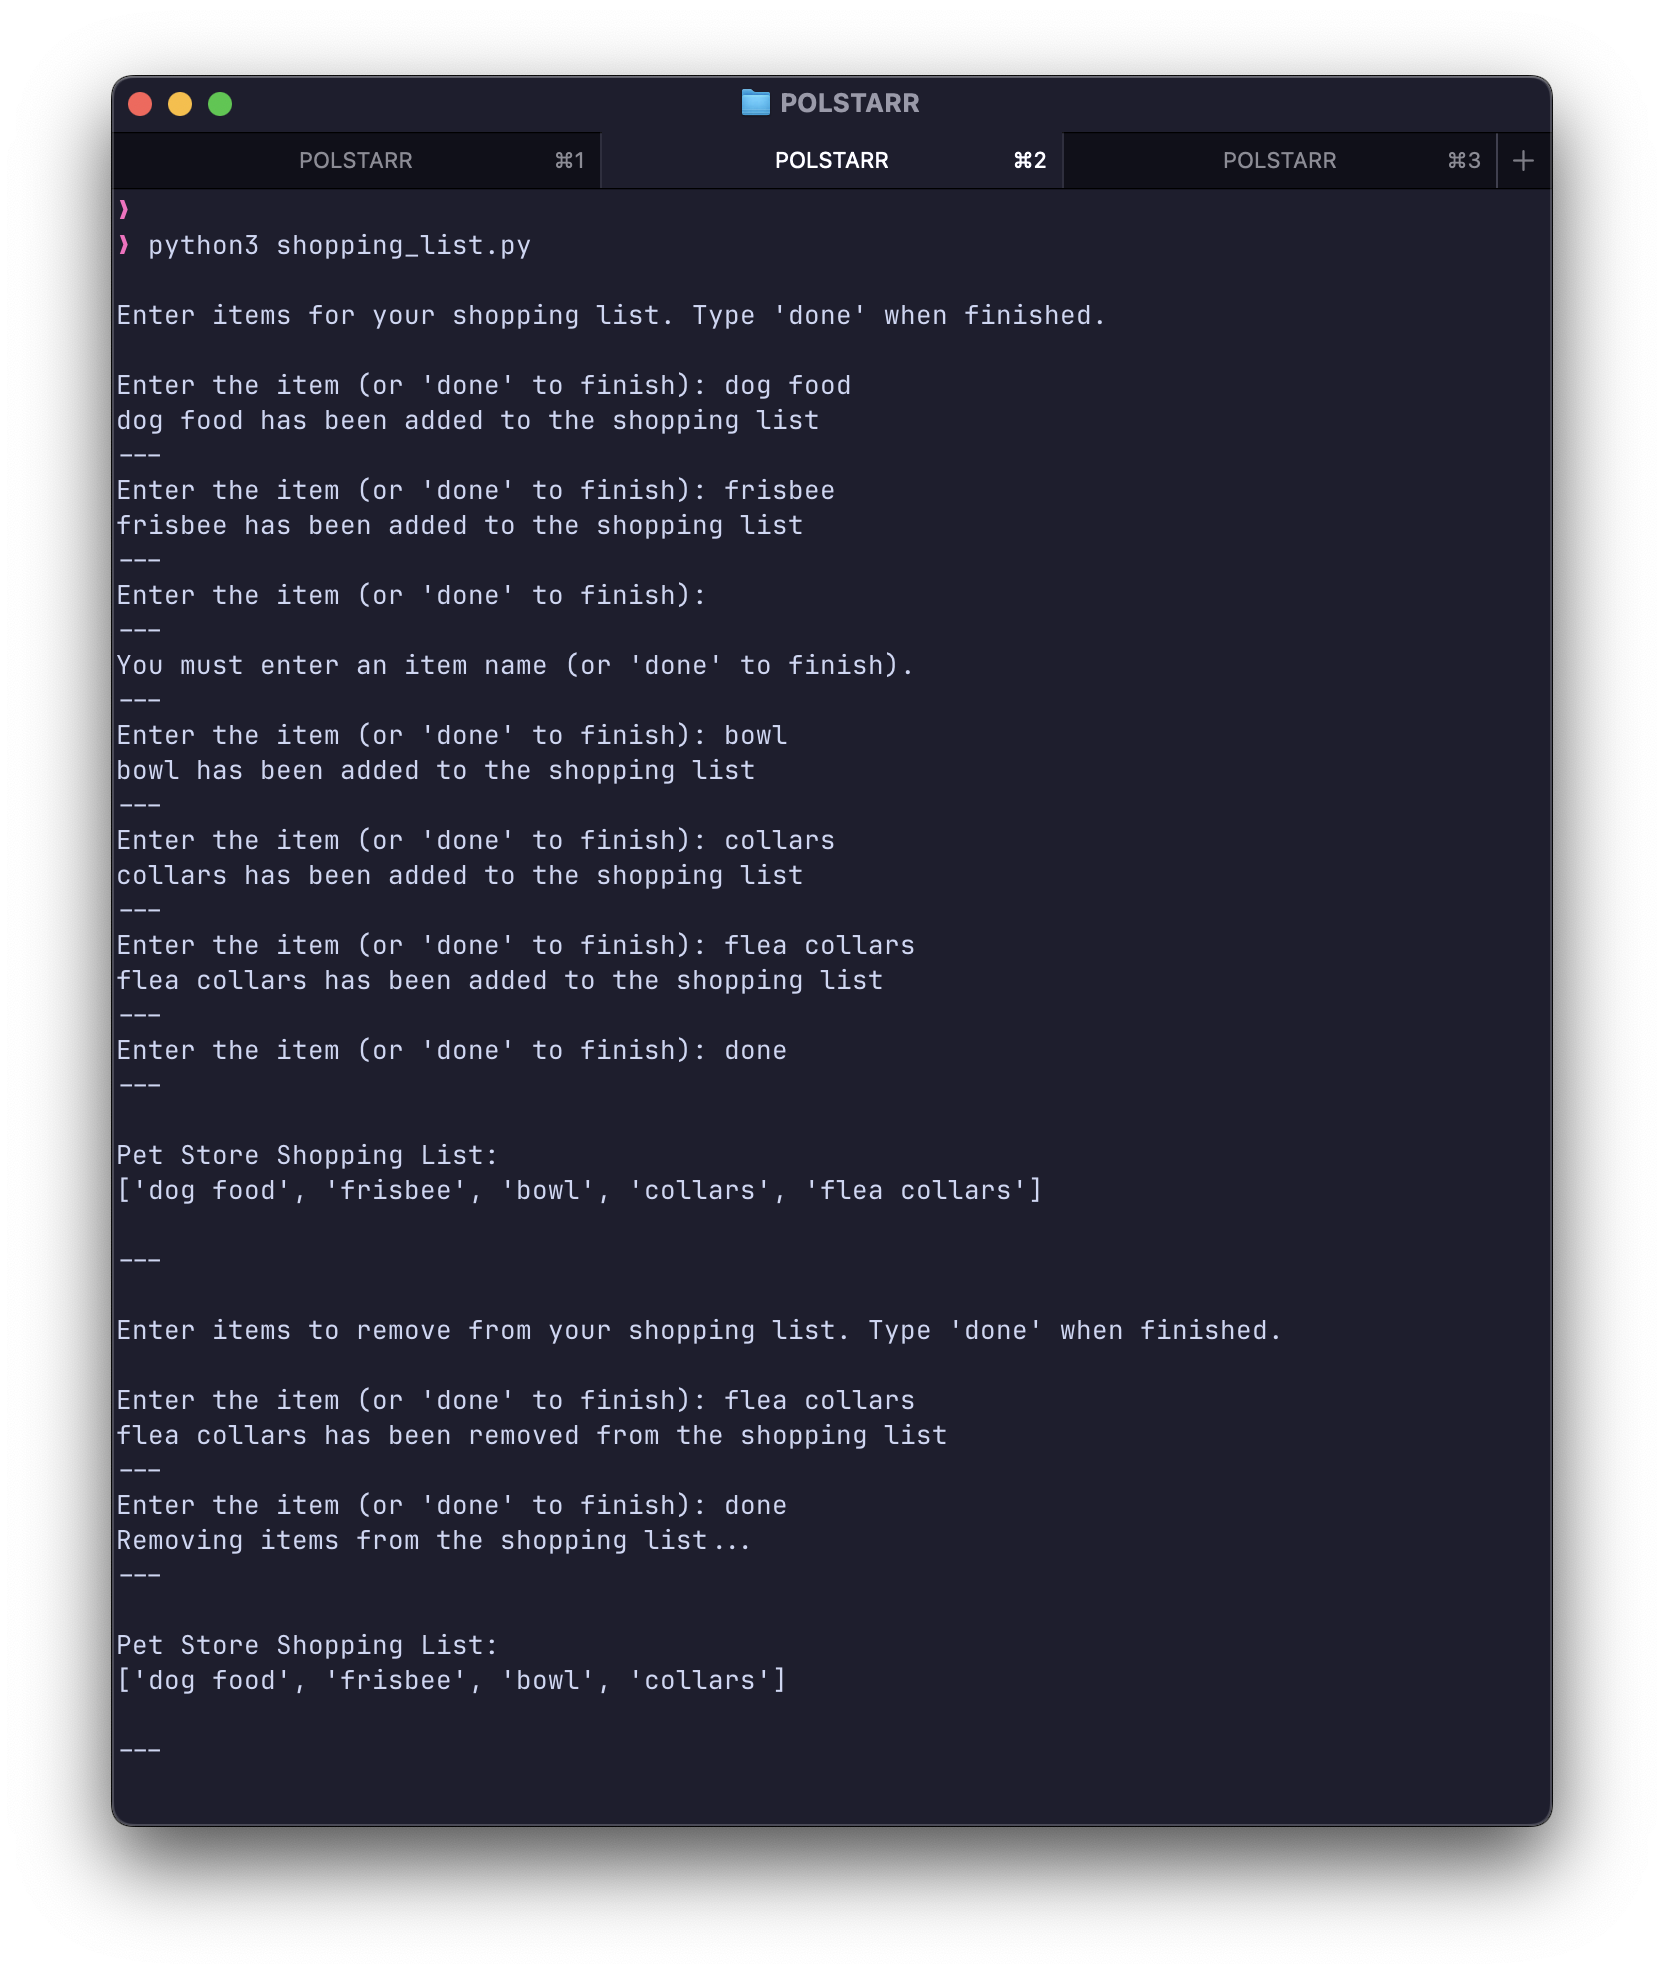 POLSTARR
POLSTARR ⌘1 POLSTARR ⌘2 POLSTARR ⌘3 +
❱
❱ python3 shopping_list.py
Enter items for your shopping list. Type 'done' when finished.
Enter the item (or 'done' to finish): dog food
dog food has been added to the shopping list
---
Enter the item (or 'done' to finish): frisbee
frisbee has been added to the shopping list
---
Enter the item (or 'done' to finish):
---
You must enter an item name (or 'done' to finish).
---
Enter the item (or 'done' to finish): bowl
bowl has been added to the shopping list
---
Enter the item (or 'done' to finish): collars
collars has been added to the shopping list
---
Enter the item (or 'done' to finish): flea collars
flea collars has been added to the shopping list
---
Enter the item (or 'done' to finish): done
---
Pet Store Shopping List:
['dog food', 'frisbee', 'bowl', 'collars', 'flea collars']
---
Enter items to remove from your shopping list. Type 'done' when finished.
Enter the item (or 'done' to finish): flea collars
flea collars has been removed from the shopping list
---
Enter the item (or 'done' to finish): done
Removing items from the shopping list...
---
Pet Store Shopping List:
['dog food', 'frisbee', 'bowl', 'collars']
---